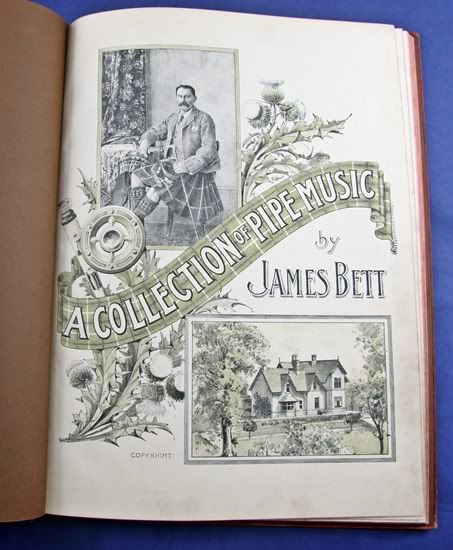 A COLLECTION OF PIPE MUSIC
by
JAMES BETT
COPYRIGHT